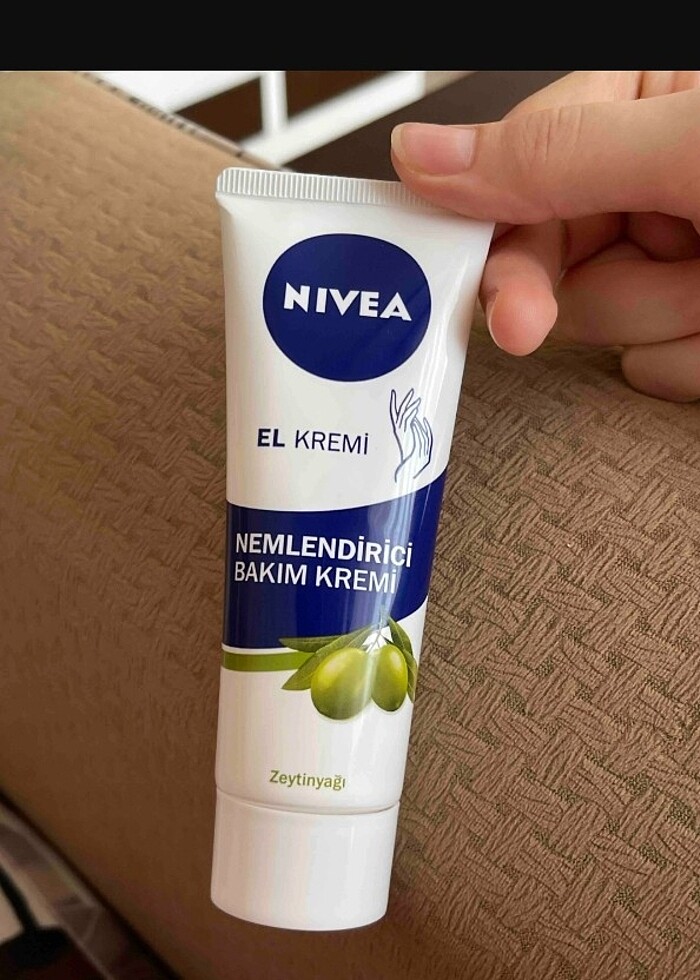 NIVEA
EL KREMİ
NEMLENDİRİCİ
BAKIM KREMİ
Zeytinyağı